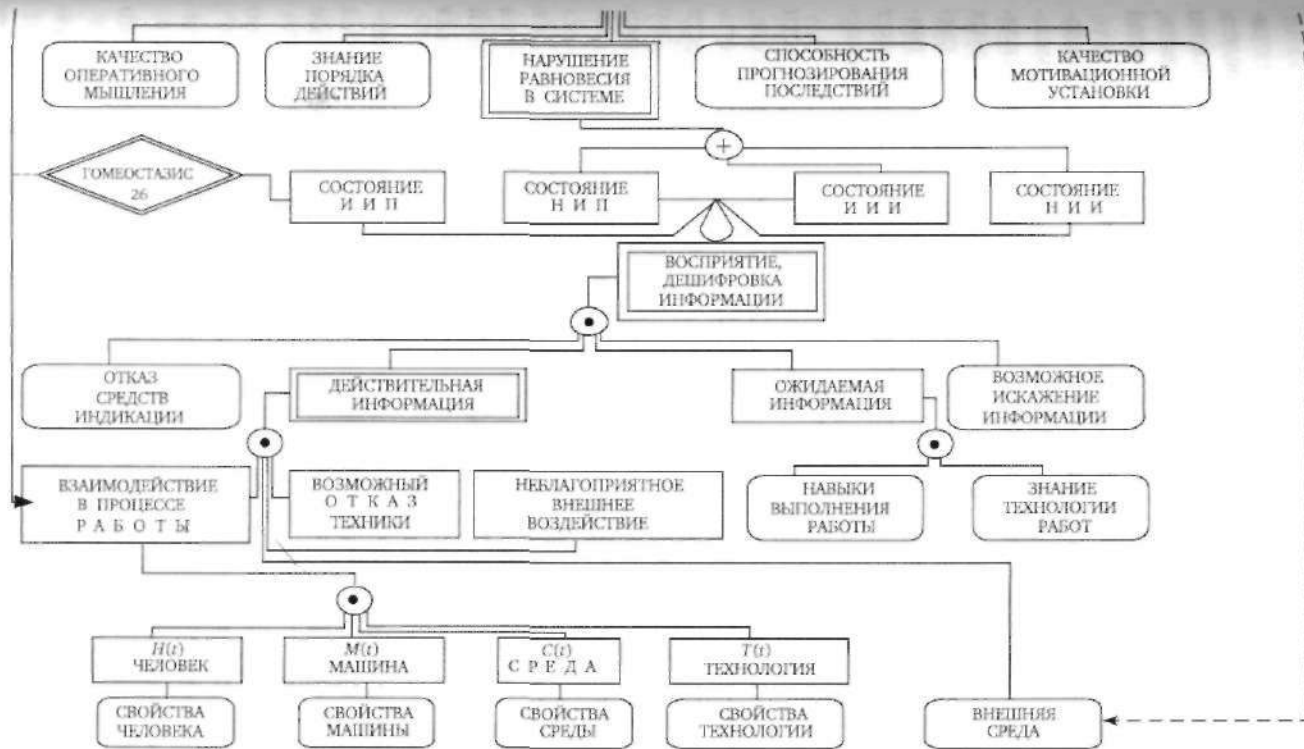 КАЧЕСТВО
ОПЕРАТИВНОГО
МЫШЛЕНИЯ
ЗНАНИЕ
ПОРЯДКА
ДЕЙСТВИЙ
НАРУШЕНИЕ
РАВНОВЕСИЯ
В СИСТЕМЕ
СПОСОБНОСТЬ
ПРОГНОЗИРОВАНИЯ
ПОСЛЕДСТВИЙ
КАЧЕСТВО
МОТИВАЦИОННОЙ
УСТАНОВКИ
+
ГОМЕОСТАЗИС
26
СОСТОЯНИЕ
И И П
СОСТОЯНИЕ
Н И П
СОСТОЯНИЕ
И И И
СОСТОЯНИЕ
Н И И
ВОСПРИЯТИЕ,
ДЕШИФРОВКА
ИНФОРМАЦИИ
ОТКАЗ
СРЕДСТВ
ИНДИКАЦИИ
ДЕЙСТВИТЕЛЬНАЯ
ИНФОРМАЦИЯ
ОЖИДАЕМАЯ
ИНФОРМАЦИЯ
ВОЗМОЖНОЕ
ИСКАЖЕНИЕ
ИНФОРМАЦИИ
ВЗАИМОДЕЙСТВИЕ
В ПРОЦЕССЕ
Р А Б О Т Ы
ВОЗМОЖНЫЙ
О Т К А З
ТЕХНИКИ
НЕБЛАГОПРИЯТНОЕ
ВНЕШНЕЕ
ВОЗДЕЙСТВИЕ
НАВЫКИ
ВЫПОЛНЕНИЯ
РАБОТЫ
ЗНАНИЕ
ТЕХНОЛОГИИ
РАБОТ
H(t)
ЧЕЛОВЕК
M(t)
МАШИНА
C(t)
С Р Е Д А
T(t)
ТЕХНОЛОГИЯ
СВОЙСТВА
ЧЕЛОВЕКА
СВОЙСТВА
МАШИНЫ
СВОЙСТВА
СРЕДЫ
СВОЙСТВА
ТЕХНОЛОГИИ
ВНЕШНЯЯ
СРЕДА